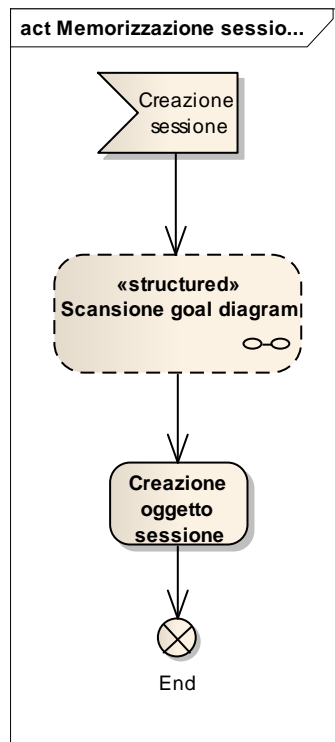 act Memorizzazione sessio...
Creazione
sessione
«structured»
Scansione goal diagram
Creazione
oggetto
sessione
End